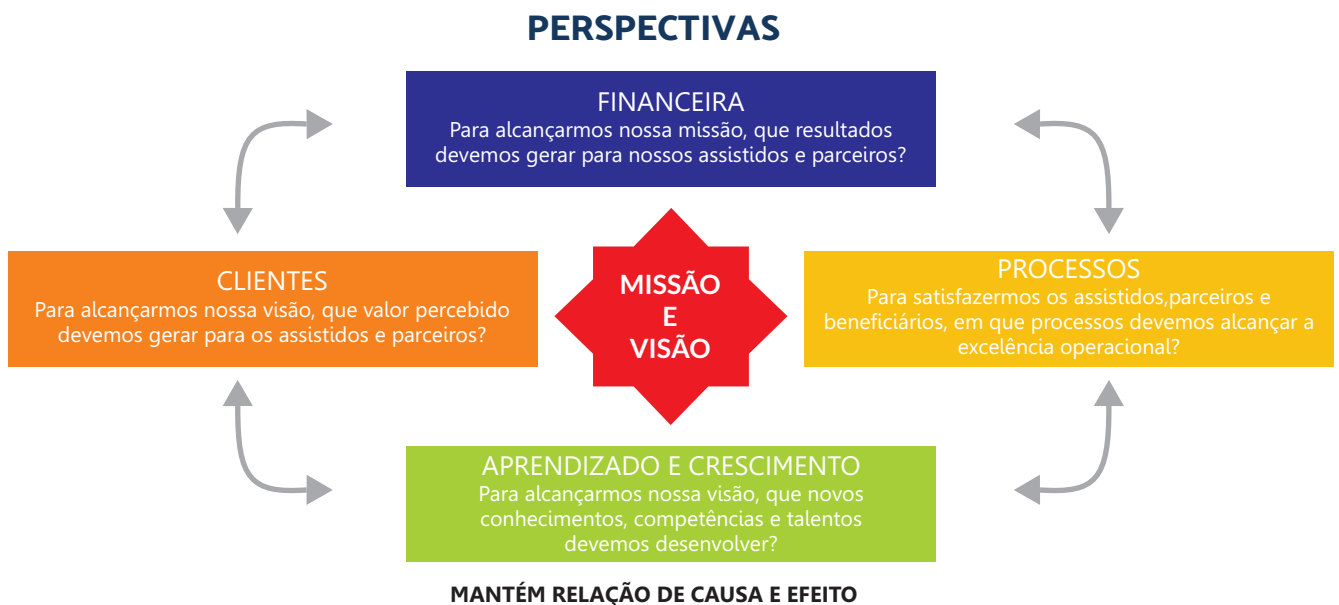 PERSPECTIVAS
FINANCEIRA
Para alcançarmos nossa missão, que resultados
devemos gerar para nossos assistidos e parceiros?
CLIENTES
Para alcançarmos nossa visão, que valor percebido
devemos gerar para os assistidos e parceiros?
MISSÃO
E
VISÃO
PROCESSOS
Para satisfazermos os assistidos,parceiros e
beneficiários, em que processos devemos alcançar a
excelência operacional?
APRENDIZADO E CRESCIMENTO
Para alcançarmos nossa visão, que novos
conhecimentos, competências e talentos
devemos desenvolver?
MANTÉM RELAÇÃO DE CAUSA E EFEITO